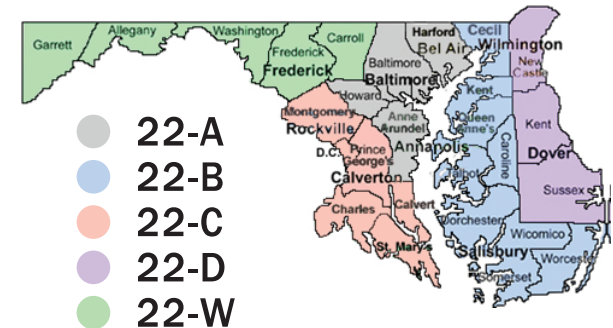 Garrett
Allegany
Washington
Frederick
Frederick
Carroll
Baltimore
Baltimore
Harford
Bel Air
Cecil
Wilmington
New
Castle
Howard
Montgomery
Rockville
Anne
Arundel
Annapolis
D.C.
Prince
George's
Calverton
Charles
Calvert
St. Mary's
Kent
Queen
Anne's
Caroline
Talbot
Dorchester
Salisbury
Wicomico
Worcester
Somerset
Kent
Dover
Sussex
22-A
22-B
22-C
22-D
22-W